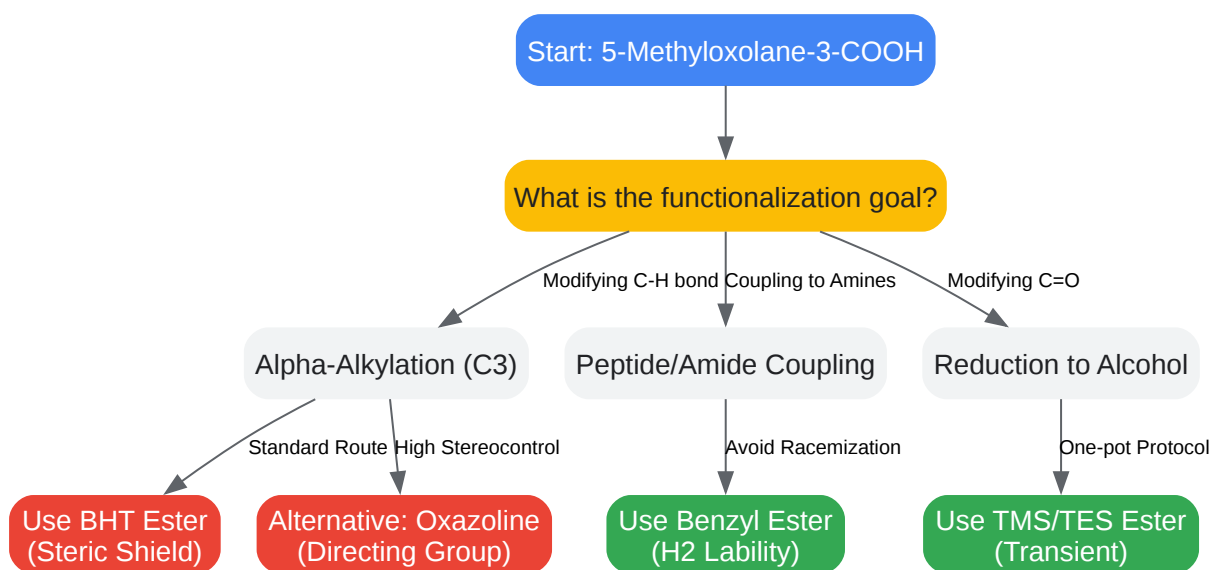 Start: 5-Methyloxolane-3-COOH
What is the functionalization goal?
Modifying C-H bond
Coupling to Amines
Modifying C=O
Alpha-Alkylation (C3)
Peptide/Amide Coupling
Reduction to Alcohol
Standard Route
High Stereocontrol
Avoid Racemization
One-pot Protocol
Use BHT Ester
(Steric Shield)
Alternative: Oxazoline
(Directing Group)
Use Benzyl Ester
(H2 Lability)
Use TMS/TES Ester
(Transient)